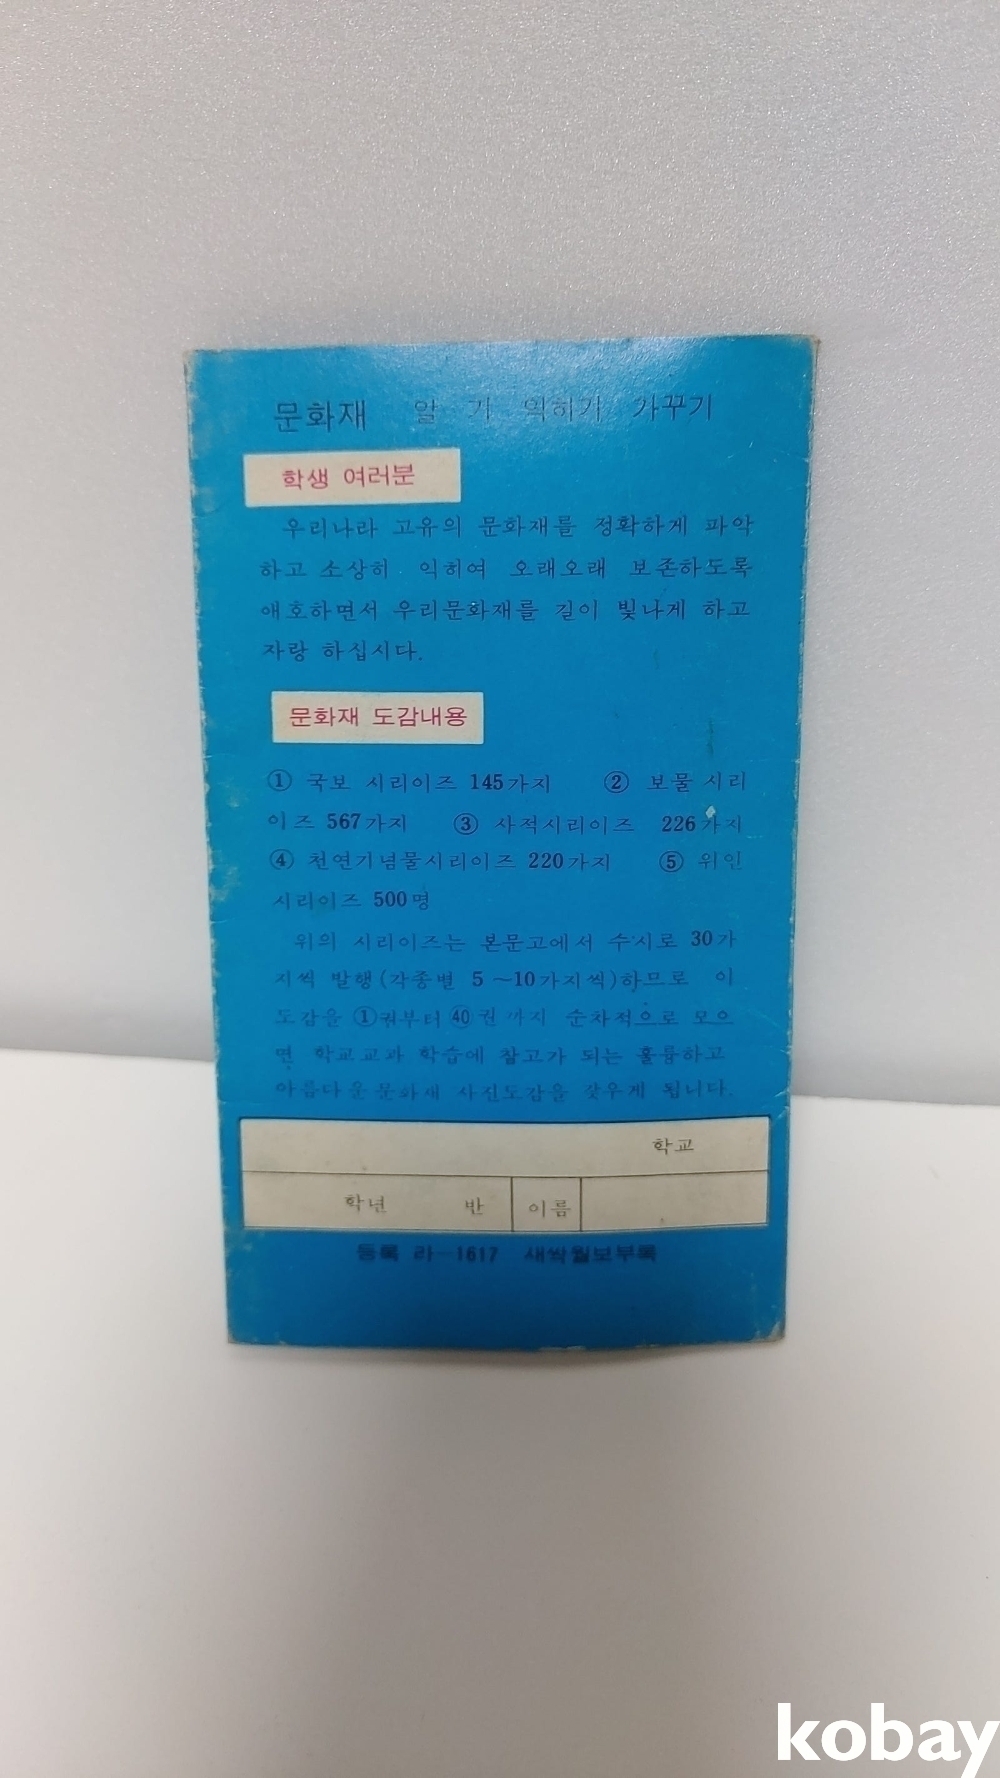 문화재 알 기 익히기 가꾸기
학생 여러분
우리나라 고유의 문화재를 정확하게 파악
하고 소상히 익히여 오래오래 보존하도록
애호하면서 우리문화재를 길이 빛나게 하고
자랑 하십시다.
문화재 도감내용
① 국보 시리이즈 145가지 ② 보물 시리
이즈 567가지 ③ 사적시리이즈 226가지
④ 천연기념물시리이즈 220가지 ⑤ 위인
시리이즈 500명
위의 시리이즈는 본문고에서 수시로 30가
지씩 발행(각종별 5~10가지씩)하므로 이
도감을 ①권부터 ㊵권 까지 순차적으로 모으
면 학교교과 학습에 참고가 되는 훌륭하고
아름다운 문화재 사진도감을 갖우게 됩니다.
학교
학년 반 이름
등록 라-1617 새싹월보부록
kobay